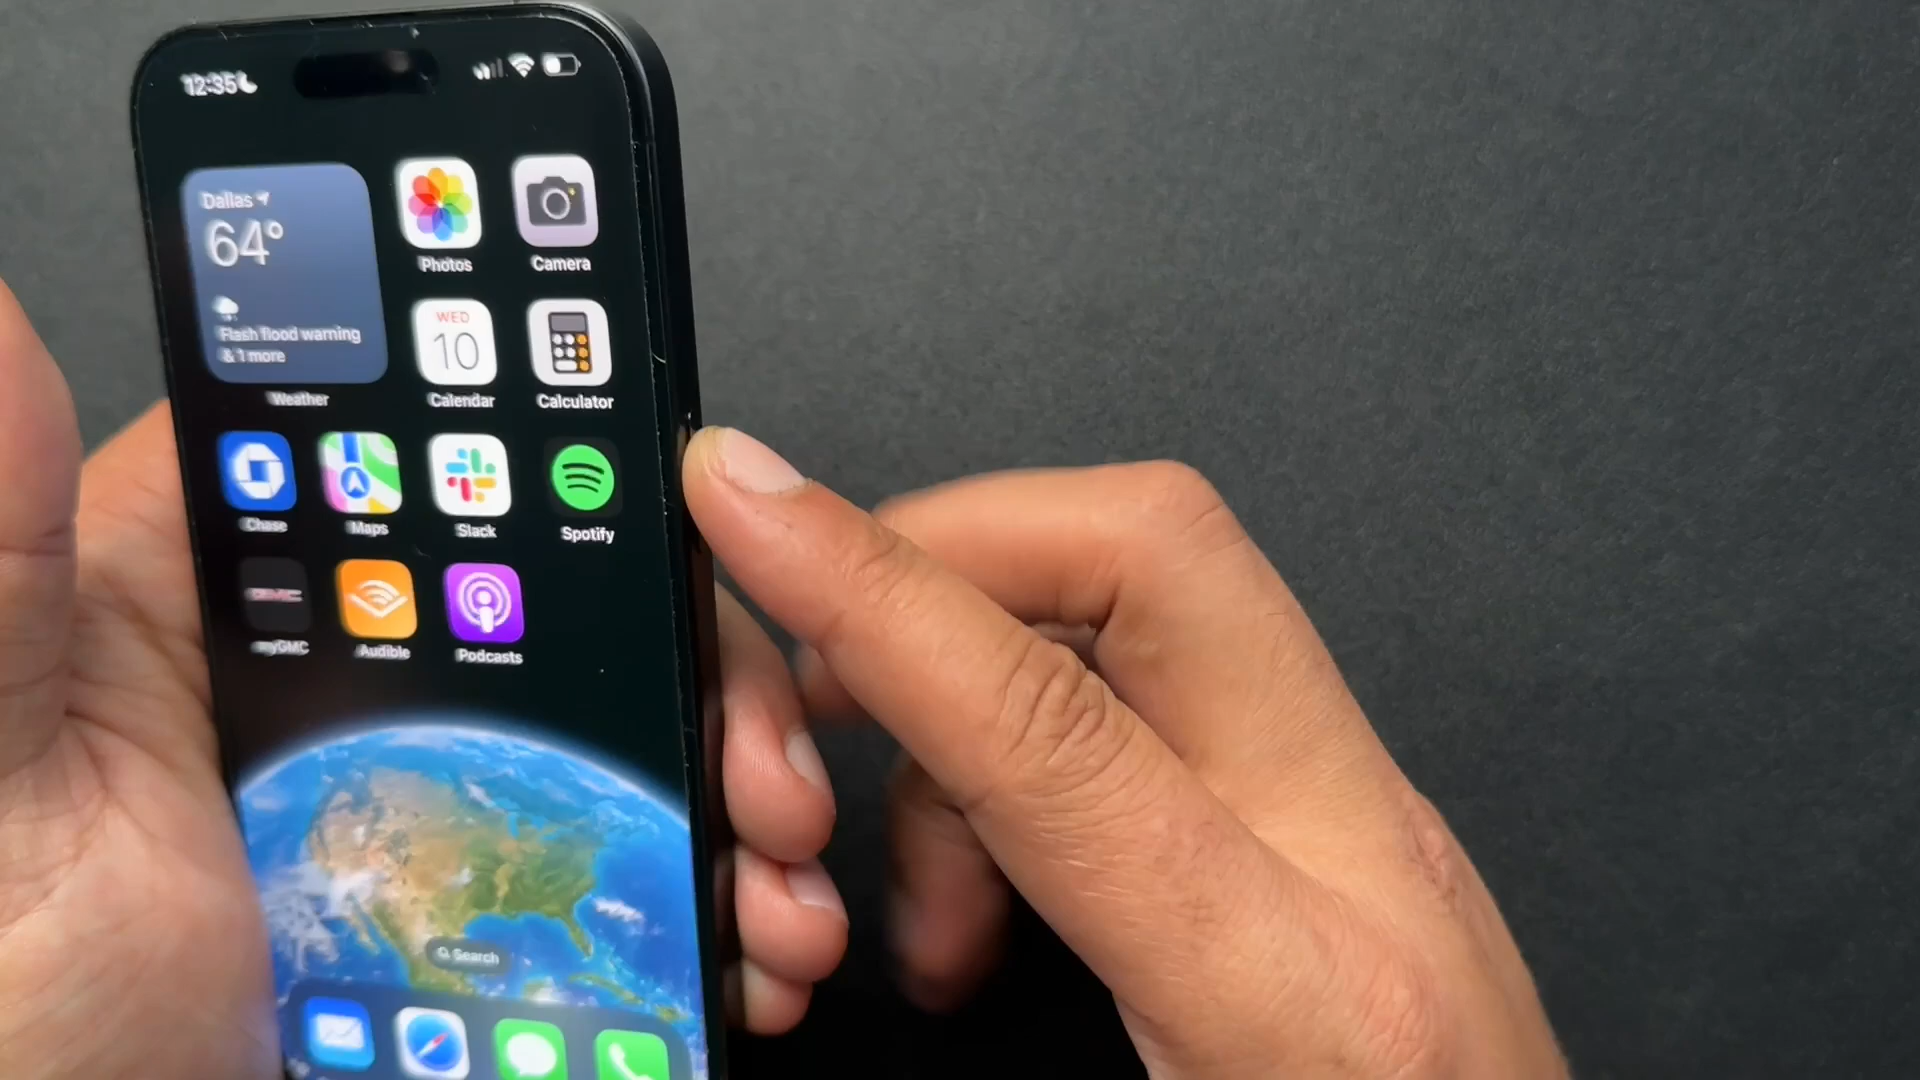 12:35
Dallas
64°
Flash flood warning
& 1 more
Weather
Photos
Camera
WED
10
Calendar
Calculator
Chase
Maps
Slack
Spotify
GMC
myGMC
Audible
Podcasts
Search